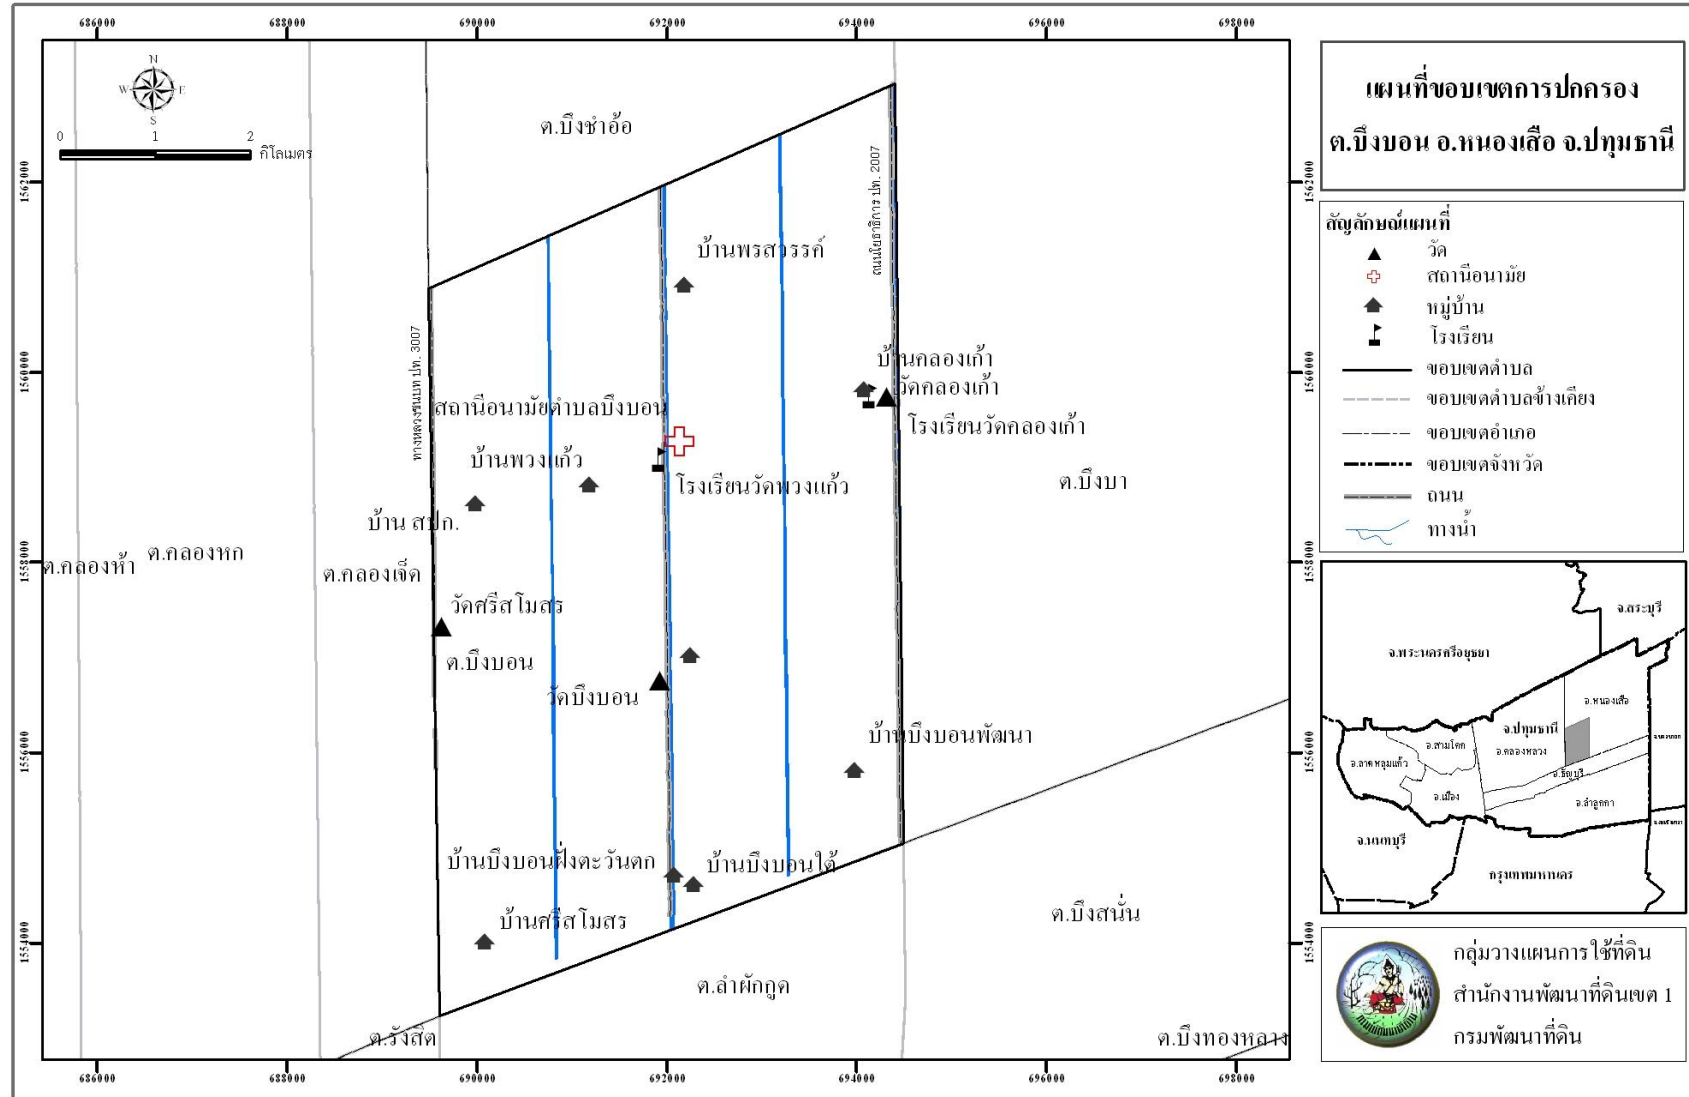 686000 688000 690000 692000 694000 696000 698000
N
W E
S
0 1 2
กิโลเมตร
1562000
1560000
1558000
1556000
1554000
1562000
1560000
1558000
1556000
1554000
ต.บึงชำอ้อ
ทางหลวงชนบท ปท. 3007
ถนนโยธาธิการ ปท. 2007
บ้านพรสวรรค์
บ้านคลองเก้า
วัดคลองเก้า
โรงเรียนวัดคลองเก้า
สถานีอนามัยตำบลบึงบอน
บ้านพวงแก้ว
โรงเรียนวัดพวงแก้ว
ต.บึงบา
บ้าน สปก.
ต.คลองห้า
ต.คลองหก
ต.คลองเจ็ด
วัดศรีสโมสร
ต.บึงบอน
วัดบึงบอน
บ้านบึงบอนพัฒนา
บ้านบึงบอนฝั่งตะวันตก
บ้านบึงบอนใต้
บ้านศรีสโมสร
ต.บึงสนั่น
ต.ลำผักกูด
ต.รังสิต
ต.บึงทองหลาง
686000 688000 690000 692000 694000 696000 698000
แผนที่ขอบเขตการปกครอง
ต.บึงบอน อ.หนองเสือ จ.ปทุมธานี
สัญลักษณ์แผนที่
วัด
สถานีอนามัย
หมู่บ้าน
โรงเรียน
ขอบเขตตำบล
ขอบเขตตำบลข้างเคียง
ขอบเขตอำเภอ
ขอบเขตจังหวัด
ถนน
ทางน้ำ
จ.สระบุรี
จ.พระนครศรีอยุธยา
อ.หนองเสือ
จ.ปทุมธานี
อ.คลองหลวง
อ.สามโคก
อ.ลาดหลุมแก้ว
อ.ธัญบุรี
อ.เมือง
อ.ลำลูกกา
จ.นนทบุรี
กรุงเทพมหานคร
กลุ่มวางแผนการใช้ที่ดิน
สำนักงานพัฒนาที่ดินเขต 1
กรมพัฒนาที่ดิน